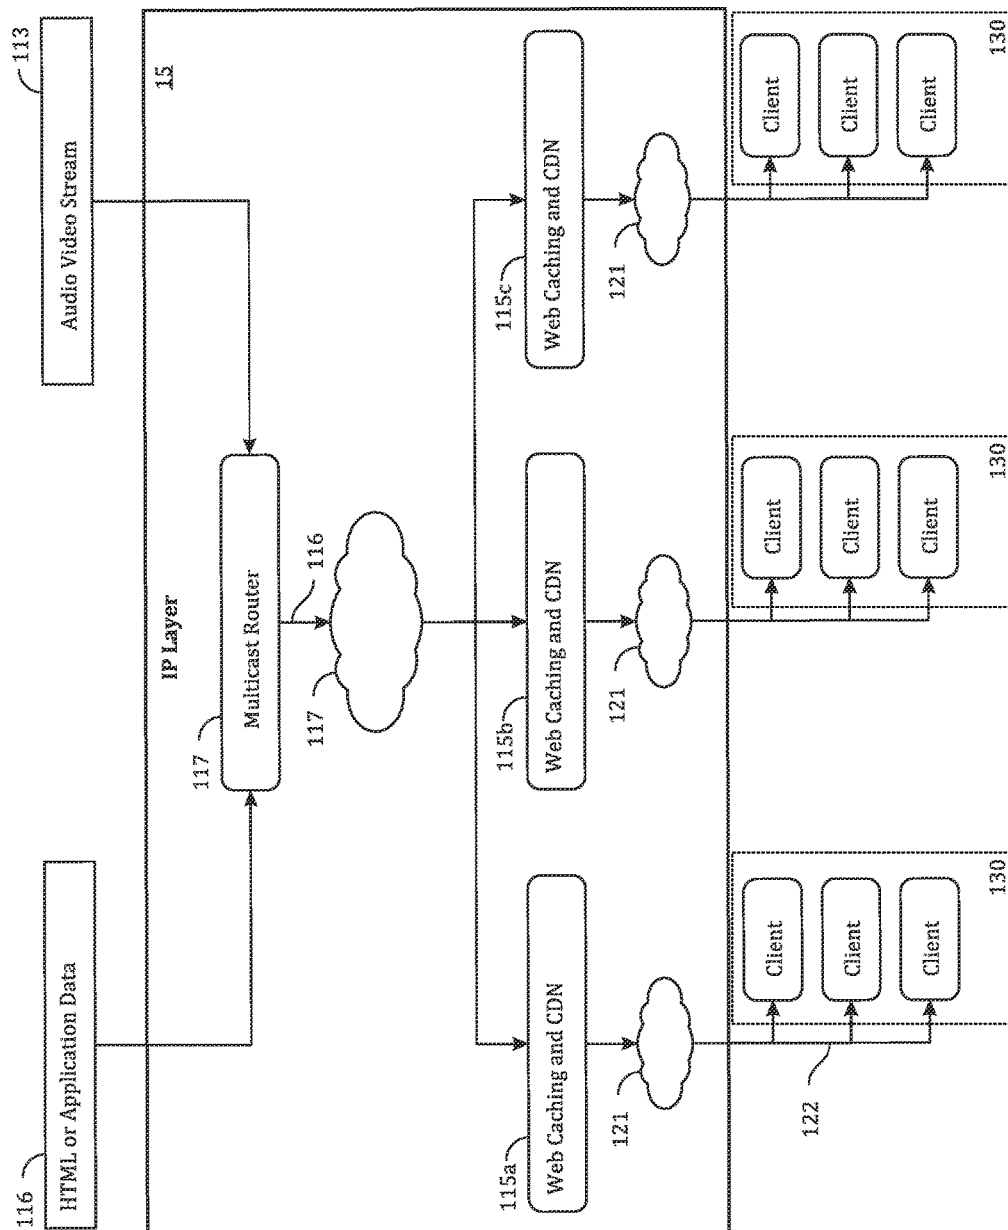 116
HTML or Application Data
113
Audio Video Stream
15
IP Layer
117
Multicast Router
116
117
115a
Web Caching and CDN
115b
Web Caching and CDN
115c
Web Caching and CDN
121
121
121
122
Client
Client
Client
130
Client
Client
Client
130
Client
Client
Client
130